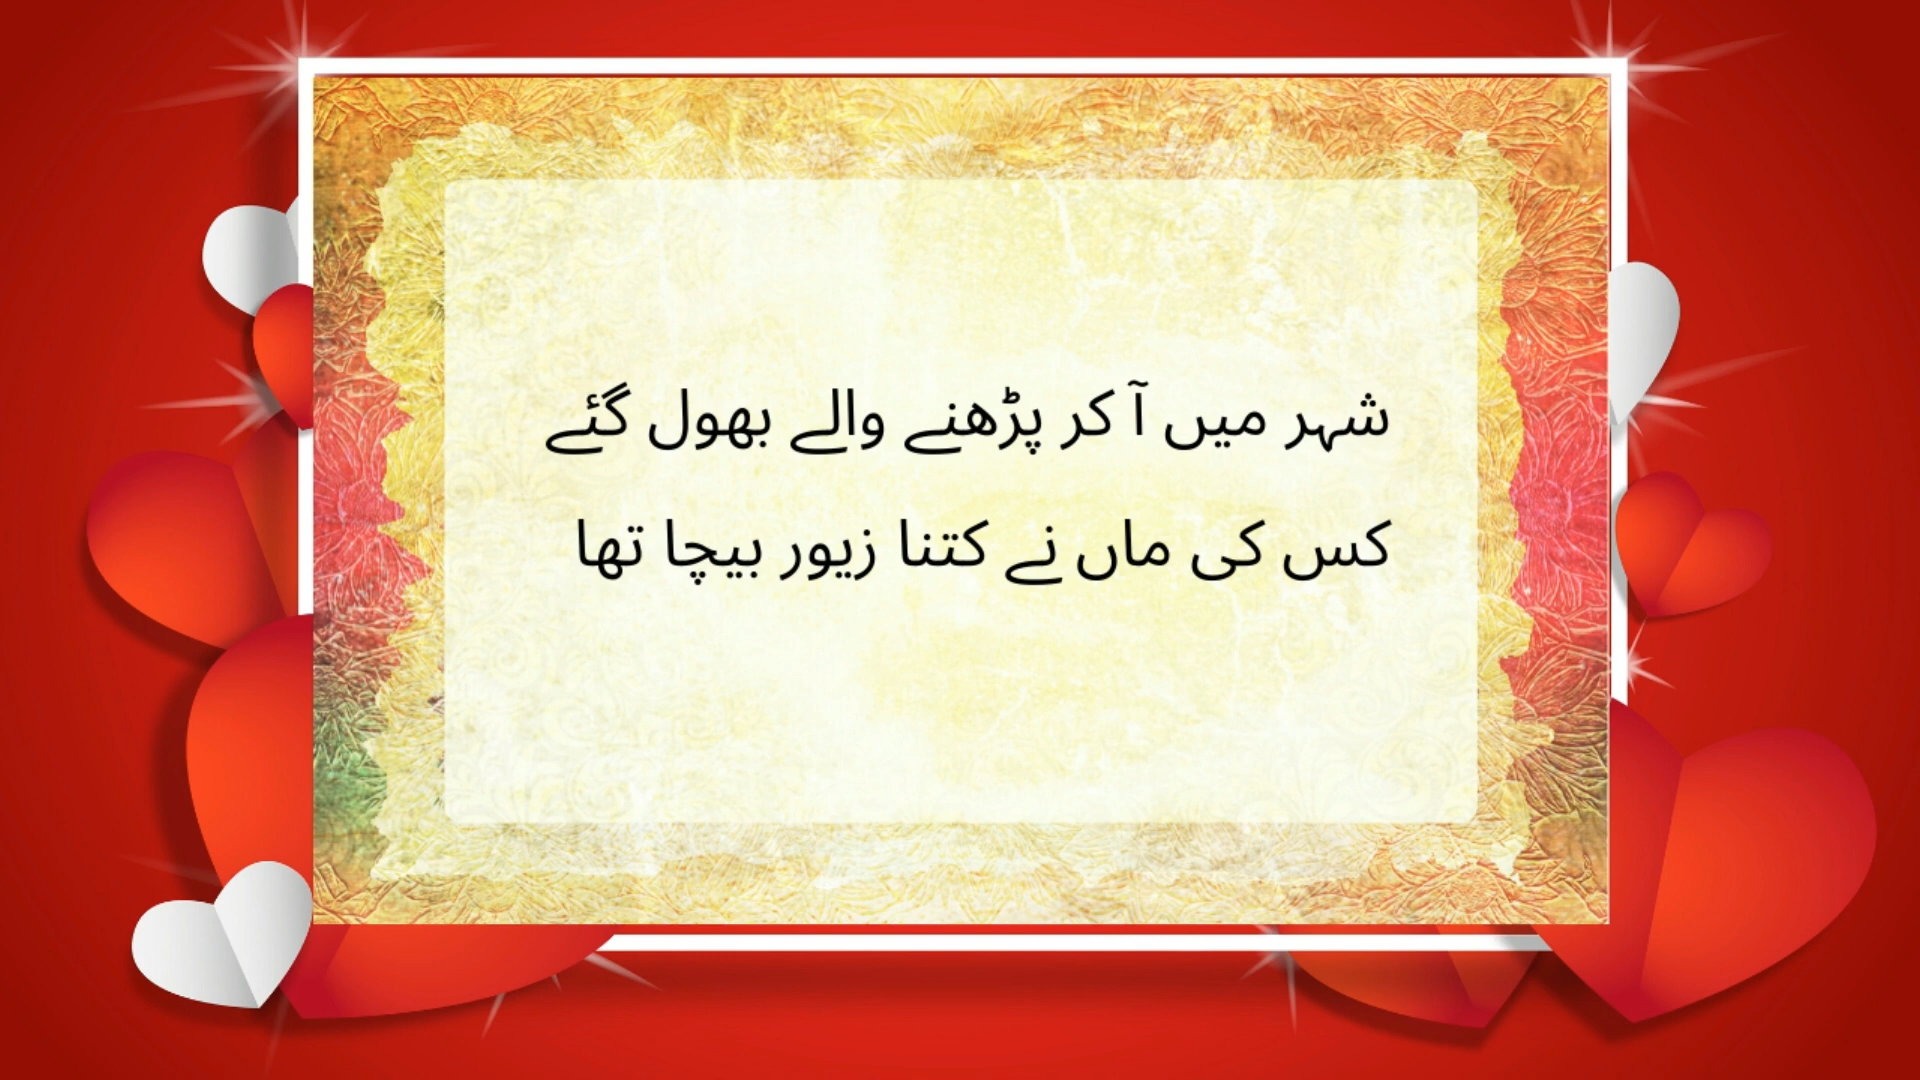 شہر میں آ کر پڑھنے والے بھول گئے
کس کی ماں نے کتنا زیور بیچا تھا